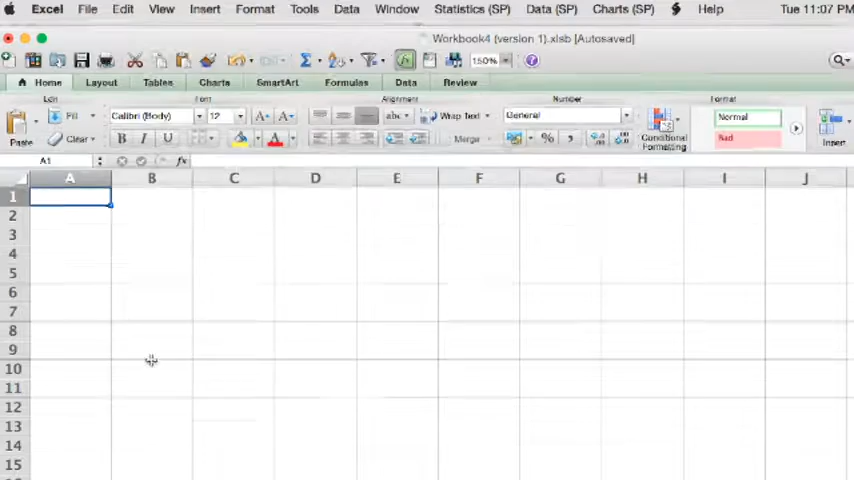 Excel File Edit View Insert Format Tools Data Window Statistics (SP) Data (SP) Charts (SP) Help Tue 11:07 PM
Workbook4 (version 1).xlsb [Autosaved]
150%
Home Layout Tables Charts SmartArt Formulas Data Review
Edit Font Alignment Number Format
Fill Calibri (Body) 12 A A abc Wrap Text General Normal
Paste Clear B I U A Merge % Conditional Formatting Bad Insert
A1 fx
A B C D E F G H I J
1
2
3
4
5
6
7
8
9
10
11
12
13
14
15